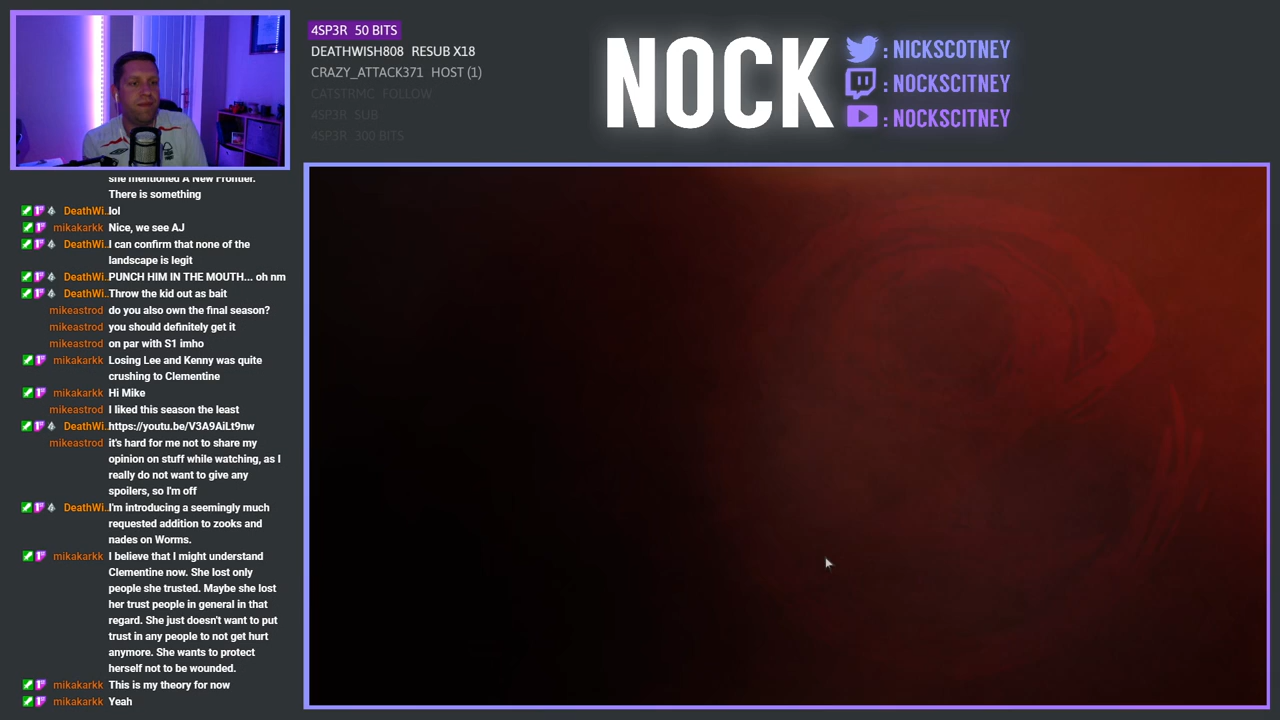 4SP3R 50 BITS
DEATHWISH808 RESUB X18
CRAZY_ATTACK371 HOST (1)
CATSTRMC FOLLOW
4SP3R SUB
4SP3R 300 BITS
NOCK
: NICKSCOTNEY
: NOCKSCITNEY
: NOCKSCITNEY
she mentioned A New Frontier.
There is something
DeathWi.. lol
mikakarkk Nice, we see AJ
DeathWi.. I can confirm that none of the
landscape is legit
DeathWi.. PUNCH HIM IN THE MOUTH... oh nm
DeathWi.. Throw the kid out as bait
mikeastrod do you also own the final season?
mikeastrod you should definitely get it
mikeastrod on par with S1 imho
mikakarkk Losing Lee and Kenny was quite
crushing to Clementine
mikakarkk Hi Mike
mikeastrod I liked this season the least
DeathWi.. https://youtu.be/V3A9AiLt9nw
mikeastrod it's hard for me not to share my
opinion on stuff while watching, as I
really do not want to give any
spoilers, so I'm off
DeathWi.. I'm introducing a seemingly much
requested addition to zooks and
nades on Worms.
mikakarkk I believe that I might understand
Clementine now. She lost only
people she trusted. Maybe she lost
her trust people in general in that
regard. She just doesn't want to put
trust in any people to not get hurt
anymore. She wants to protect
herself not to be wounded.
mikakarkk This is my theory for now
mikakarkk Yeah